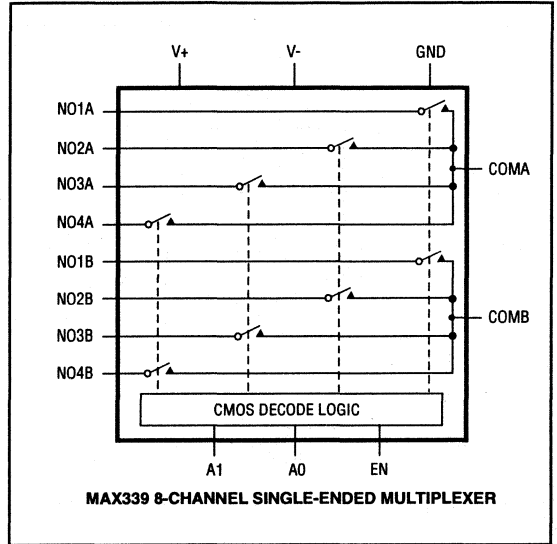 V+ V- GND
NO1A
NO2A
NO3A
COMA
NO4A
NO1B
NO2B
COMB
NO3B
NO4B
CMOS DECODE LOGIC
A1 A0 EN
MAX339 8-CHANNEL SINGLE-ENDED MULTIPLEXER